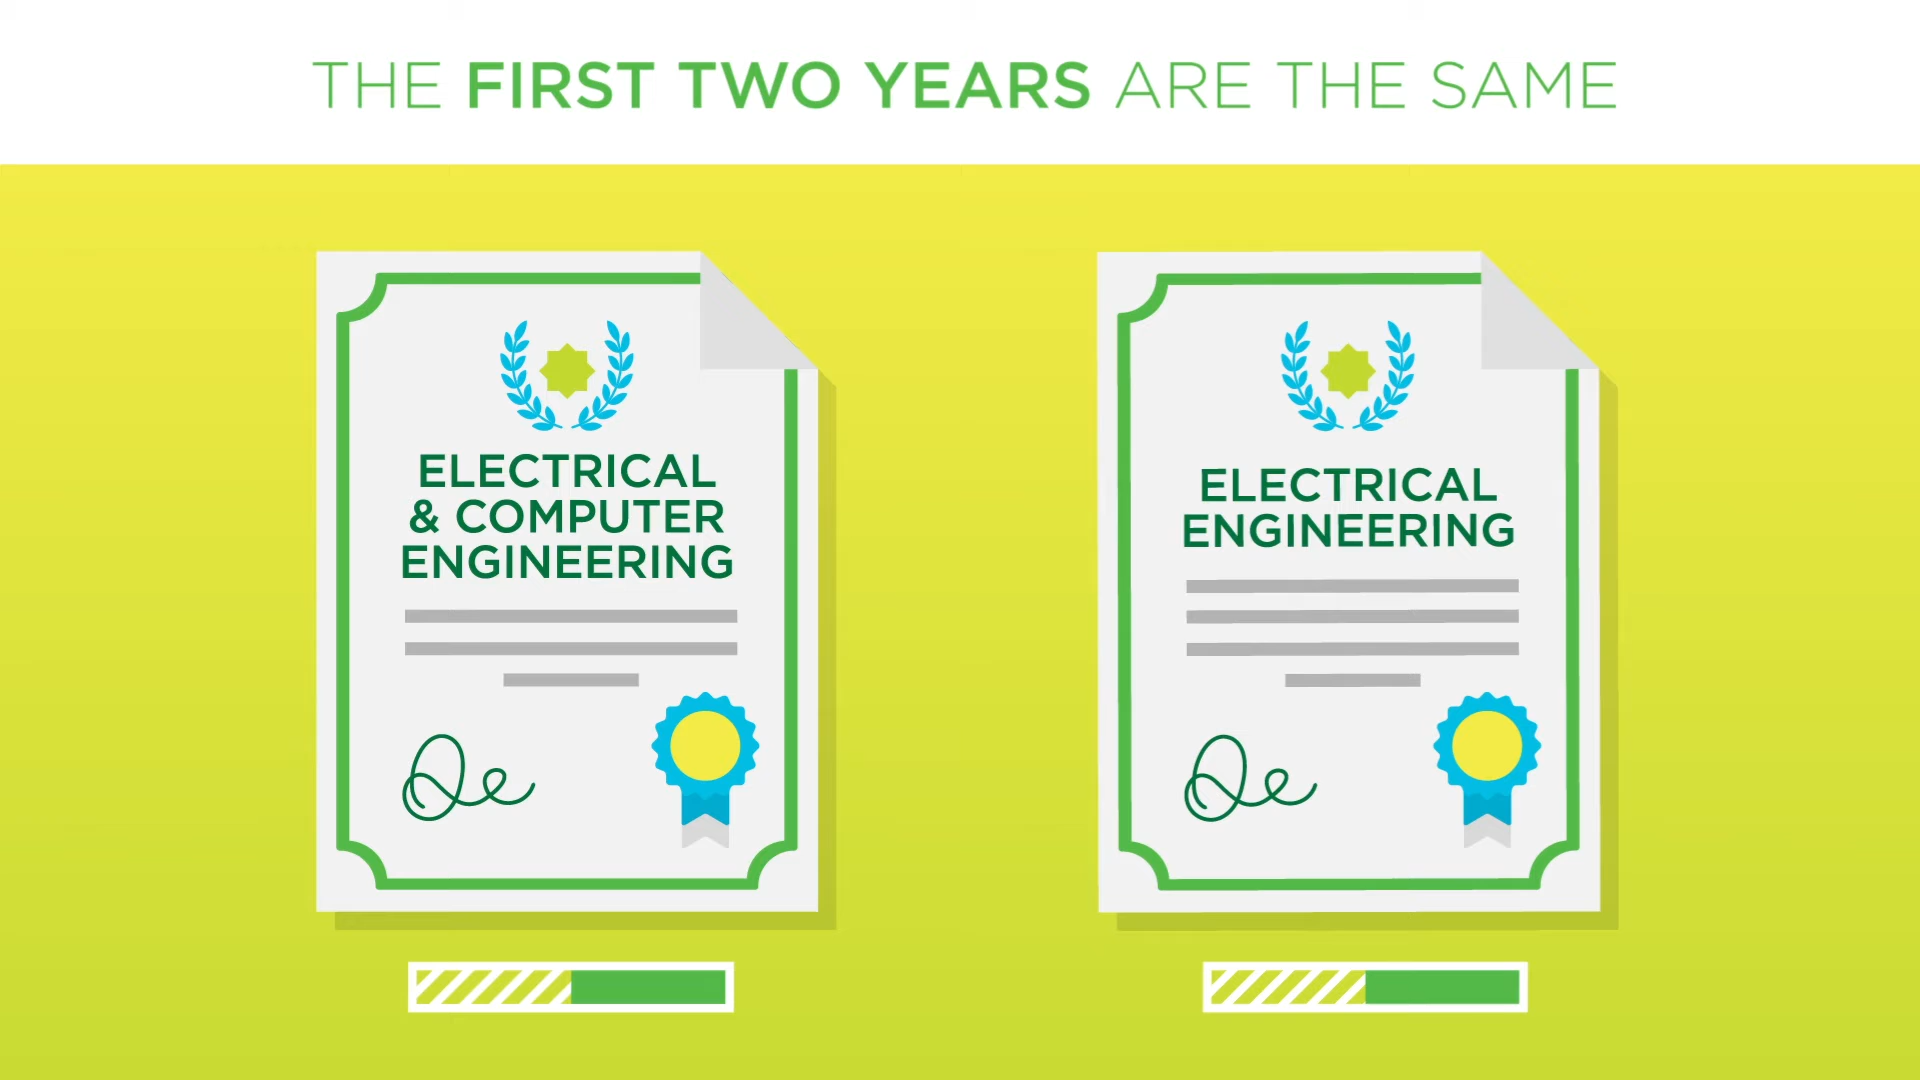 THE FIRST TWO YEARS ARE THE SAME
ELECTRICAL
& COMPUTER
ENGINEERING
ELECTRICAL
ENGINEERING